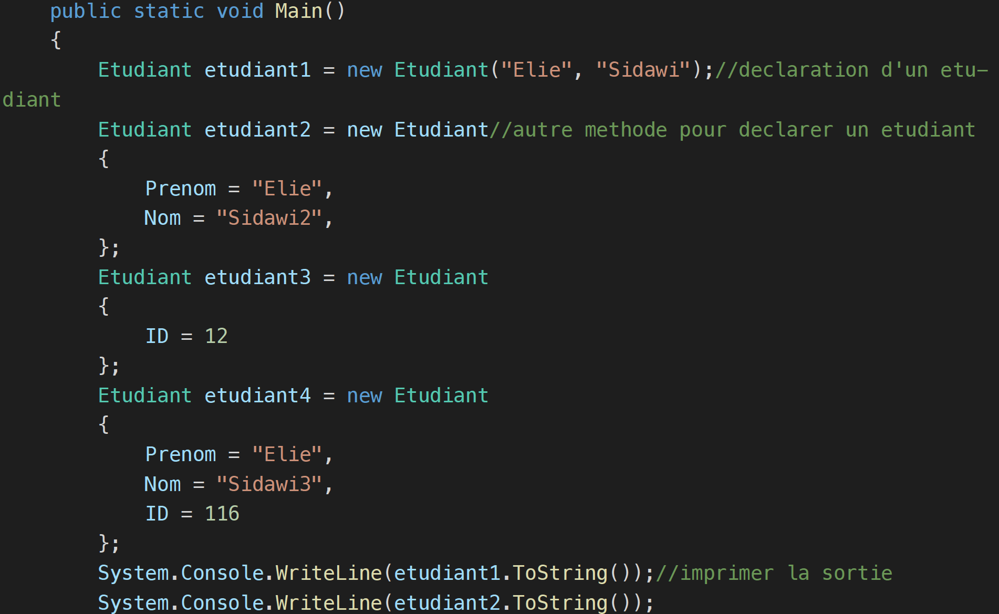 public static void Main()
{
Etudiant etudiant1 = new Etudiant("Elie", "Sidawi");//declaration d'un etu-
diant
Etudiant etudiant2 = new Etudiant//autre methode pour declarer un etudiant
{
Prenom = "Elie",
Nom = "Sidawi2",
};
Etudiant etudiant3 = new Etudiant
{
ID = 12
};
Etudiant etudiant4 = new Etudiant
{
Prenom = "Elie",
Nom = "Sidawi3",
ID = 116
};
System.Console.WriteLine(etudiant1.ToString());//imprimer la sortie
System.Console.WriteLine(etudiant2.ToString());